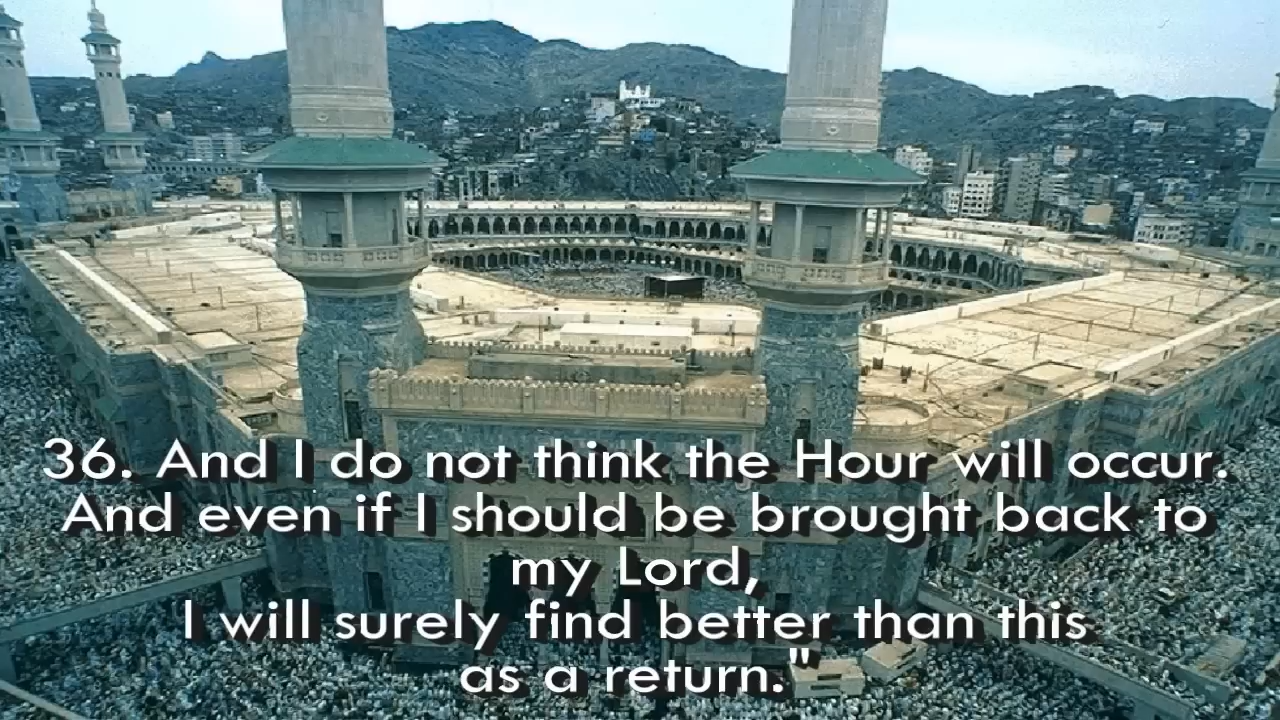 36. And I do not think the Hour will occur.
And even if I should be brought back to
my Lord,
I will surely find better than this
as a return."